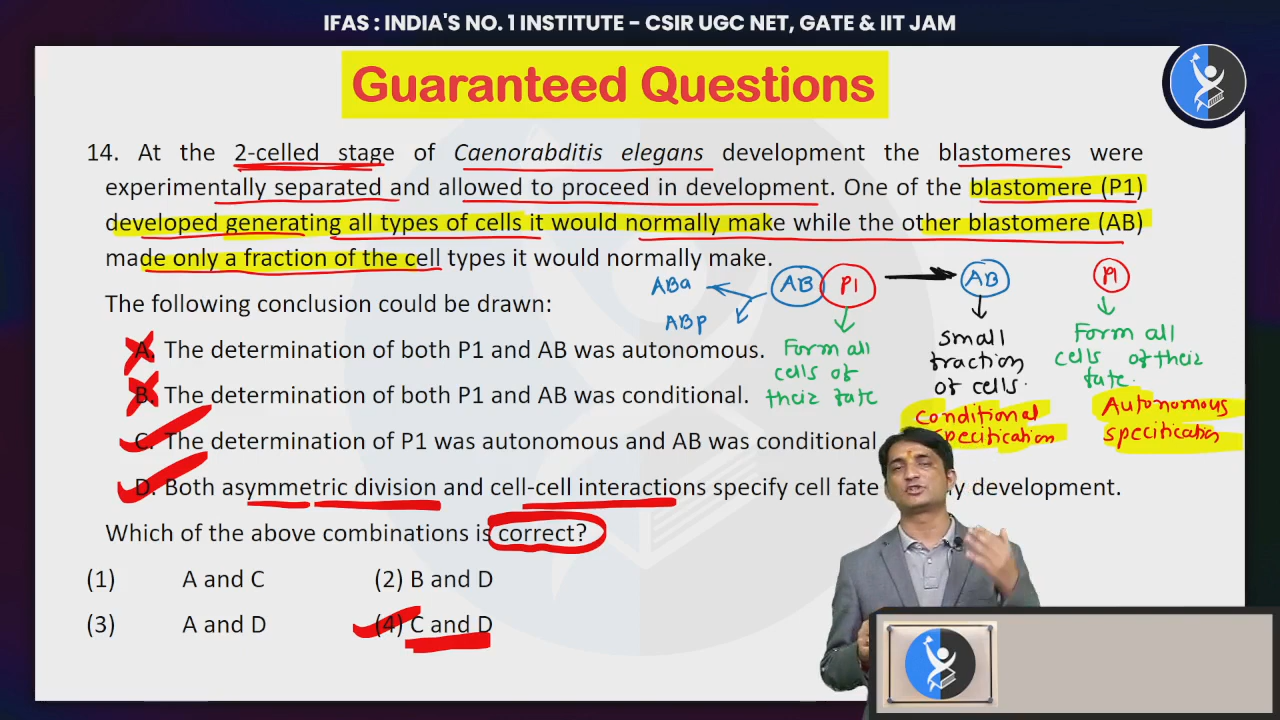 IFAS : INDIA'S NO. 1 INSTITUTE – CSIR UGC NET, GATE & IIT JAM
Guaranteed Questions
14. At the 2-celled stage of Caenorabditis elegans development the blastomeres were
experimentally separated and allowed to proceed in development. One of the blastomere (P1)
developed generating all types of cells it would normally make while the other blastomere (AB)
made only a fraction of the cell types it would normally make.
ABa
AB
P1
AB
P1
ABp
The following conclusion could be drawn:
Form all
cells of
their fate
small
fraction
of cells.
Form all
cells of their
fate.
Conditional
specification
Autonomous
specification
A. The determination of both P1 and AB was autonomous.
B. The determination of both P1 and AB was conditional.
C. The determination of P1 was autonomous and AB was conditional
D. Both asymmetric division and cell-cell interactions specify cell fate development.
Which of the above combinations is correct?
(1) A and C (2) B and D
(3) A and D (4) C and D